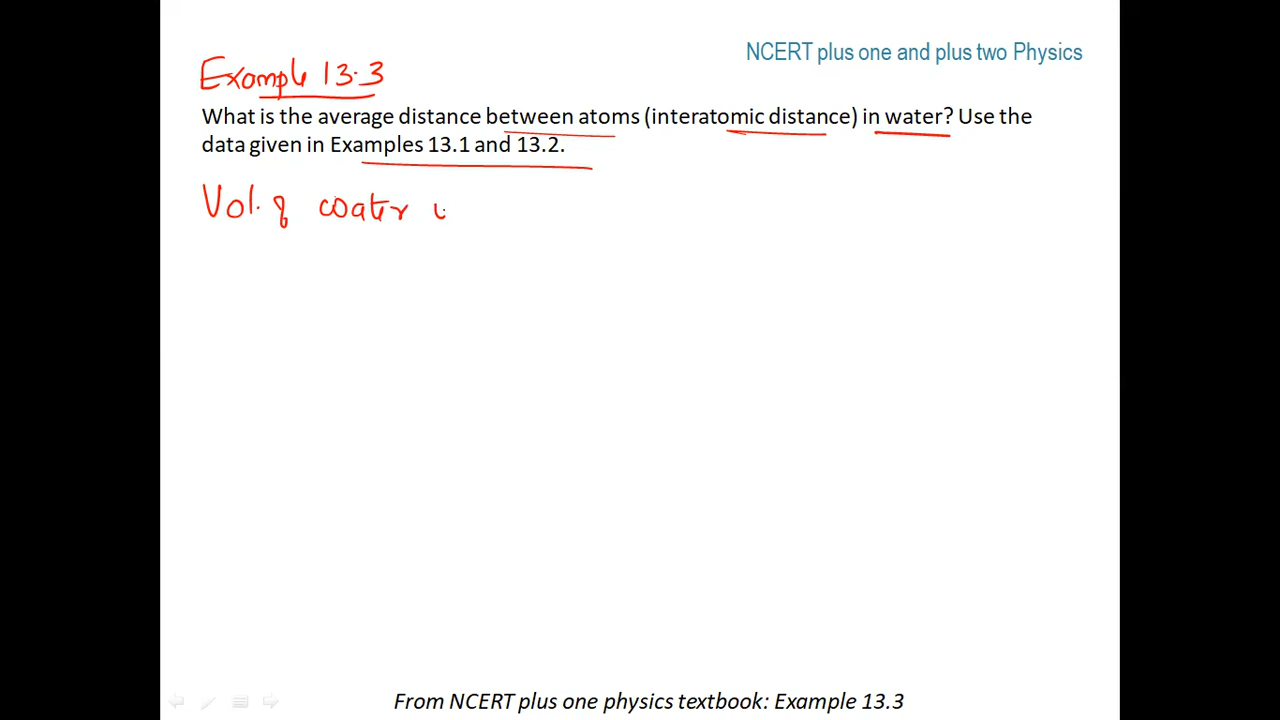 NCERT plus one and plus two Physics
Example 13.3
What is the average distance between atoms (interatomic distance) in water? Use the
data given in Examples 13.1 and 13.2.
Vol. of water
From NCERT plus one physics textbook: Example 13.3